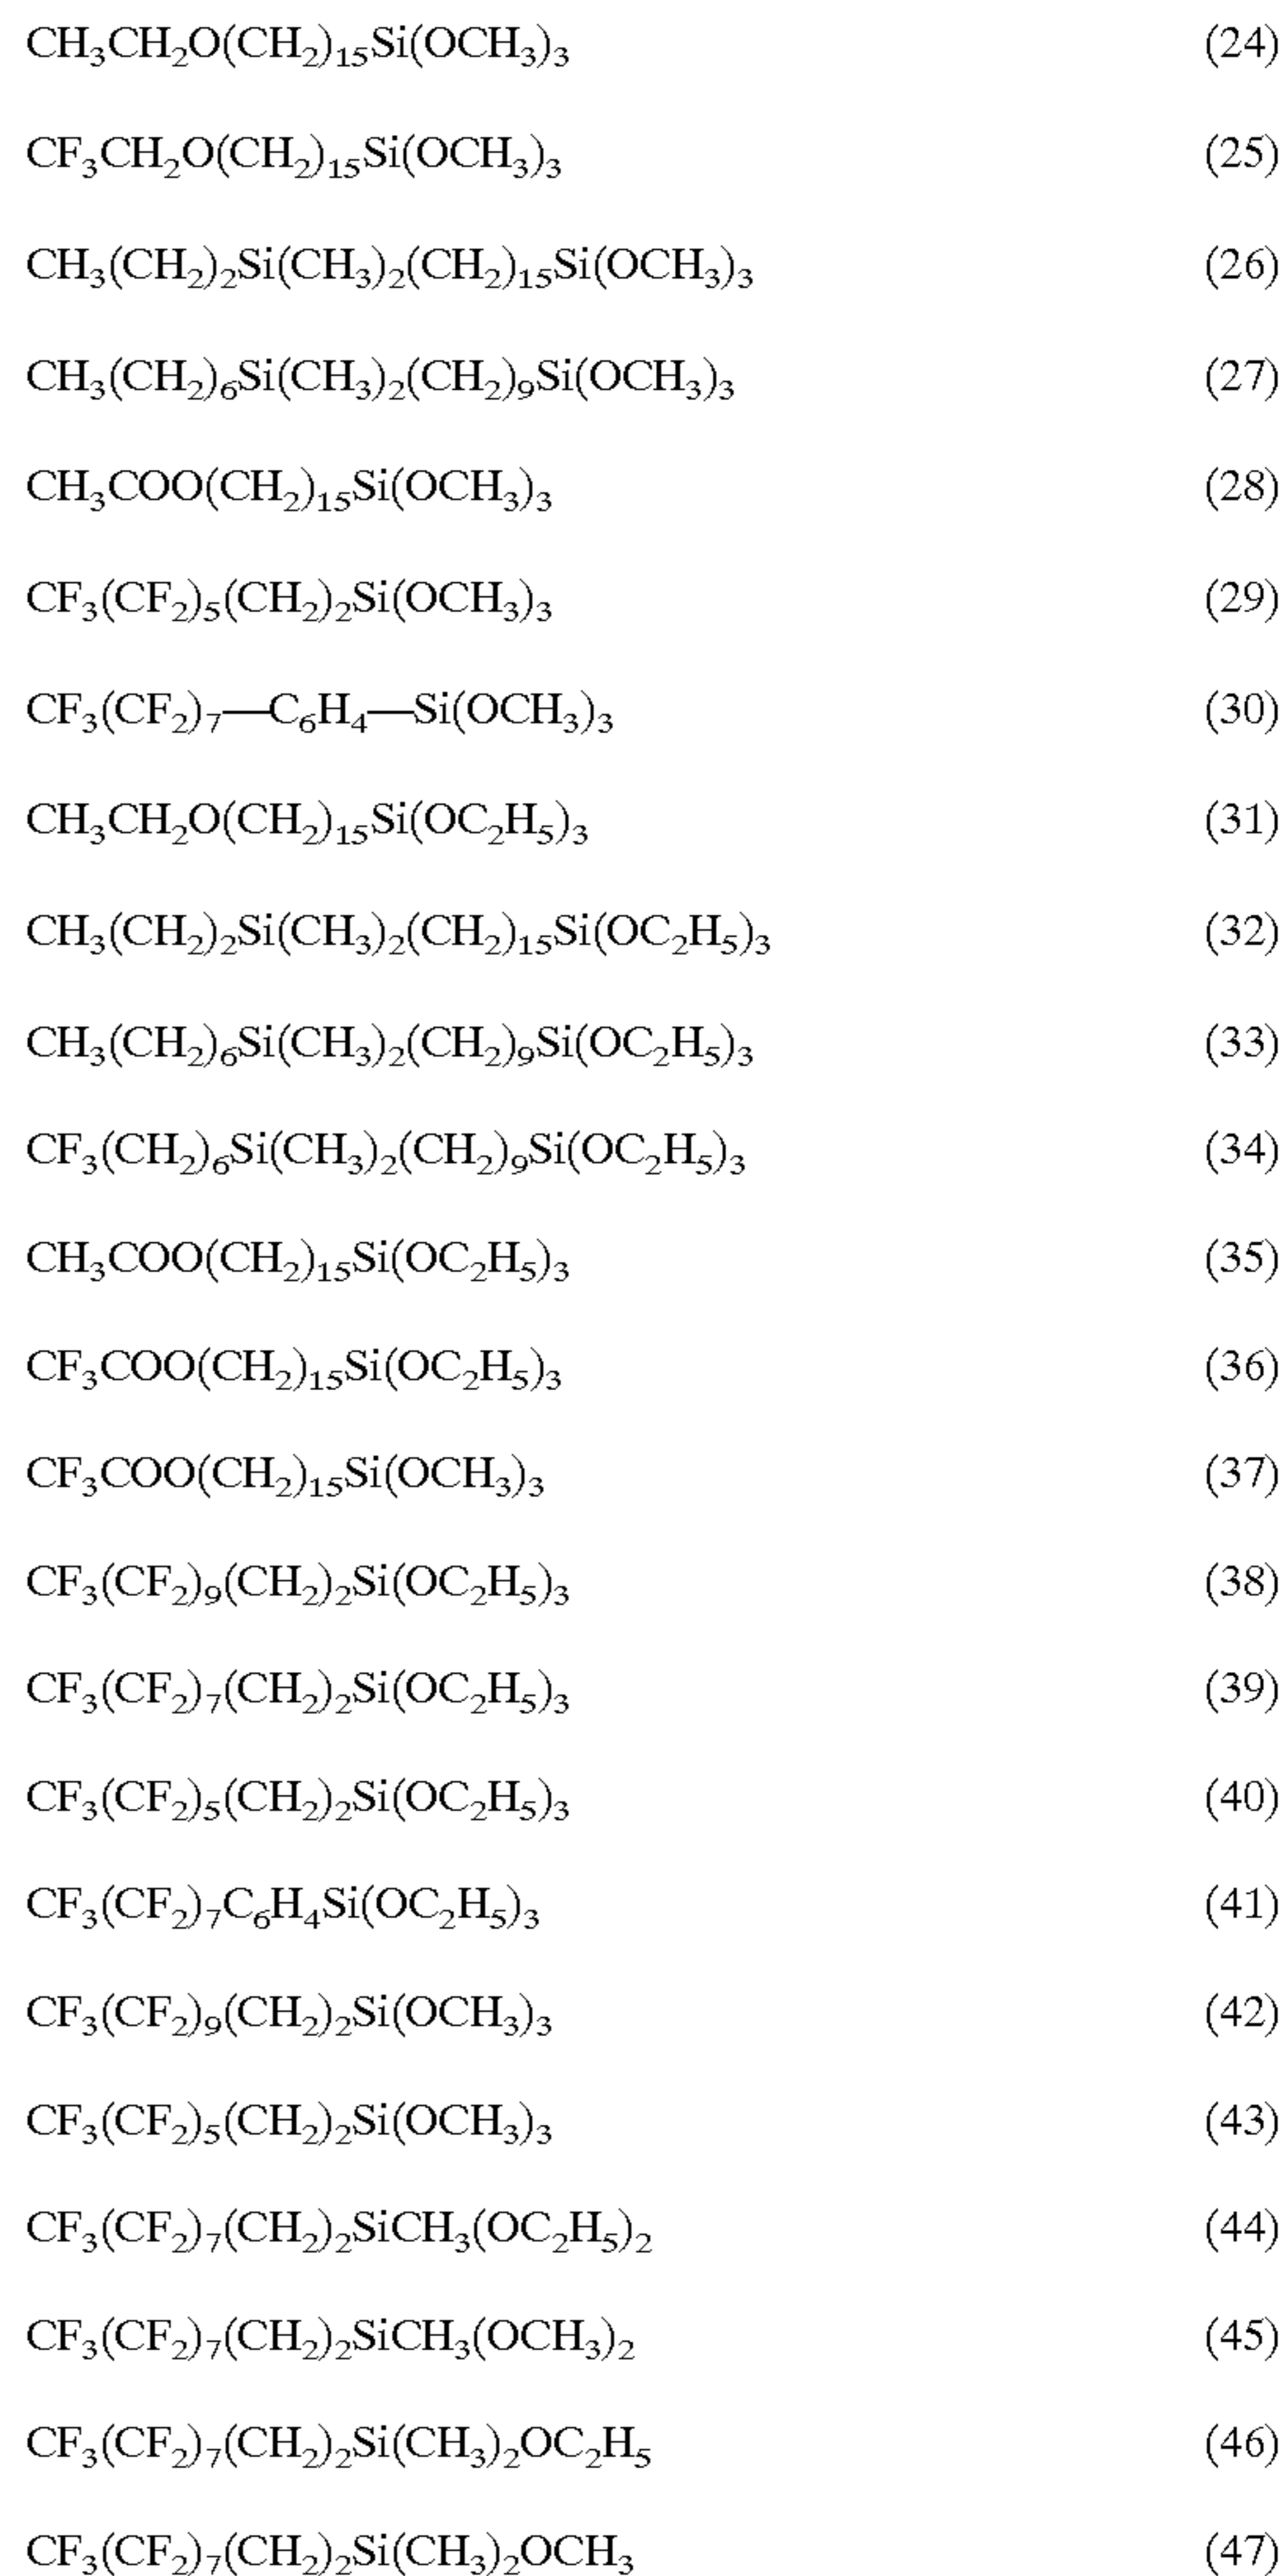 CH₃CH₂O(CH₂)₁₅Si(OCH₃)₃ (24)
CF₃CH₂O(CH₂)₁₅Si(OCH₃)₃ (25)
CH₃(CH₂)₂Si(CH₃)₂(CH₂)₁₅Si(OCH₃)₃ (26)
CH₃(CH₂)₆Si(CH₃)₂(CH₂)₉Si(OCH₃)₃ (27)
CH₃COO(CH₂)₁₅Si(OCH₃)₃ (28)
CF₃(CF₂)₅(CH₂)₂Si(OCH₃)₃ (29)
CF₃(CF₂)₇—C₆H₄—Si(OCH₃)₃ (30)
CH₃CH₂O(CH₂)₁₅Si(OC₂H₅)₃ (31)
CH₃(CH₂)₂Si(CH₃)₂(CH₂)₁₅Si(OC₂H₅)₃ (32)
CH₃(CH₂)₆Si(CH₃)₂(CH₂)₉Si(OC₂H₅)₃ (33)
CF₃(CH₂)₆Si(CH₃)₂(CH₂)₉Si(OC₂H₅)₃ (34)
CH₃COO(CH₂)₁₅Si(OC₂H₅)₃ (35)
CF₃COO(CH₂)₁₅Si(OC₂H₅)₃ (36)
CF₃COO(CH₂)₁₅Si(OCH₃)₃ (37)
CF₃(CF₂)₉(CH₂)₂Si(OC₂H₅)₃ (38)
CF₃(CF₂)₇(CH₂)₂Si(OC₂H₅)₃ (39)
CF₃(CF₂)₅(CH₂)₂Si(OC₂H₅)₃ (40)
CF₃(CF₂)₇C₆H₄Si(OC₂H₅)₃ (41)
CF₃(CF₂)₉(CH₂)₂Si(OCH₃)₃ (42)
CF₃(CF₂)₅(CH₂)₂Si(OCH₃)₃ (43)
CF₃(CF₂)₇(CH₂)₂SiCH₃(OC₂H₅)₂ (44)
CF₃(CF₂)₇(CH₂)₂SiCH₃(OCH₃)₂ (45)
CF₃(CF₂)₇(CH₂)₂Si(CH₃)₂OC₂H₅ (46)
CF₃(CF₂)₇(CH₂)₂Si(CH₃)₂OCH₃ (47)